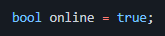 bool online = true;